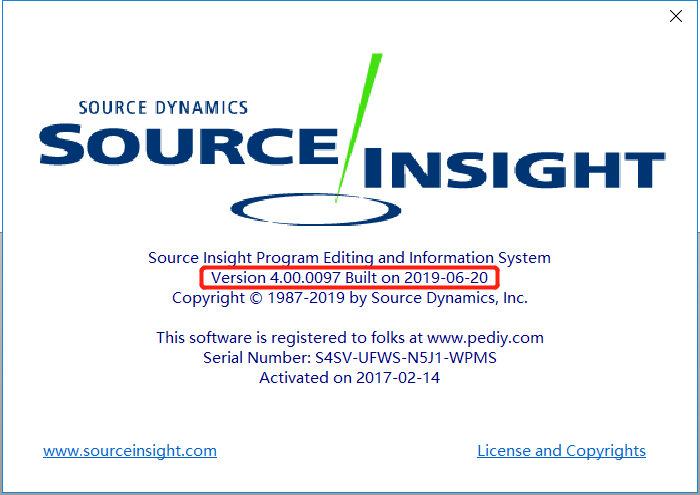 SOURCE DYNAMICS
SOURCE INSIGHT
Source Insight Program Editing and Information System
Version 4.00.0097 Built on 2019-06-20
Copyright © 1987-2019 by Source Dynamics, Inc.
This software is registered to folks at www.pediy.com
Serial Number: S4SV-UFWS-N5J1-WPMS
Activated on 2017-02-14
www.sourceinsight.com
License and Copyrights